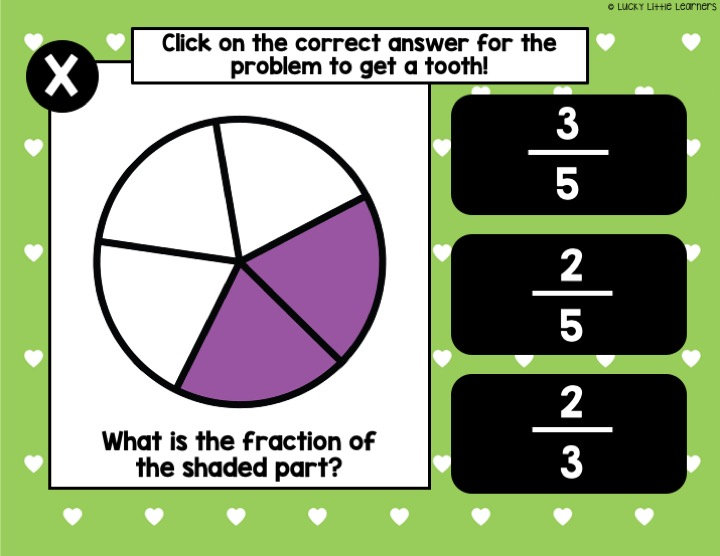 © Lucky Little Learners
Click on the correct answer for the
problem to get a tooth!
X
3
5
2
5
2
3
What is the fraction of
the shaded part?